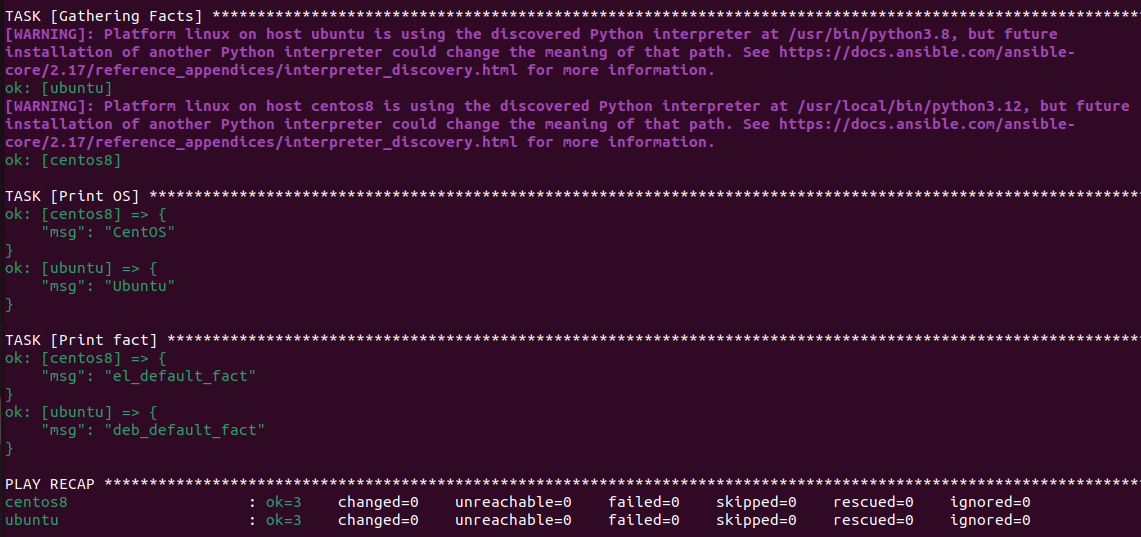 TASK [Gathering Facts] *******************************************************************************************************
[WARNING]: Platform linux on host ubuntu is using the discovered Python interpreter at /usr/bin/python3.8, but future
installation of another Python interpreter could change the meaning of that path. See https://docs.ansible.com/ansible-
core/2.17/reference_appendices/interpreter_discovery.html for more information.
ok: [ubuntu]
[WARNING]: Platform linux on host centos8 is using the discovered Python interpreter at /usr/local/bin/python3.12, but future
installation of another Python interpreter could change the meaning of that path. See https://docs.ansible.com/ansible-
core/2.17/reference_appendices/interpreter_discovery.html for more information.
ok: [centos8]
TASK [Print OS] **************************************************************************************************************
ok: [centos8] => {
    "msg": "CentOS"
}
ok: [ubuntu] => {
    "msg": "Ubuntu"
}
TASK [Print fact] ************************************************************************************************************
ok: [centos8] => {
    "msg": "el_default_fact"
}
ok: [ubuntu] => {
    "msg": "deb_default_fact"
}
PLAY RECAP *******************************************************************************************************************
centos8                    : ok=3    changed=0    unreachable=0    failed=0    skipped=0    rescued=0    ignored=0
ubuntu                     : ok=3    changed=0    unreachable=0    failed=0    skipped=0    rescued=0    ignored=0